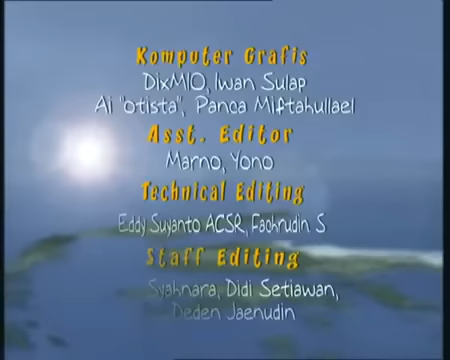 Komputer Grafis
DixMIO, Iwan Sulap
Ai "otista", Panca Miftahullael
Asst. Editor
Marno, Yono
Technical Editing
Eddy Suyanto ACSR, Fachrudin S
Staff Editing
Syahnara, Didi Setiawan,
Deden Jaenudin